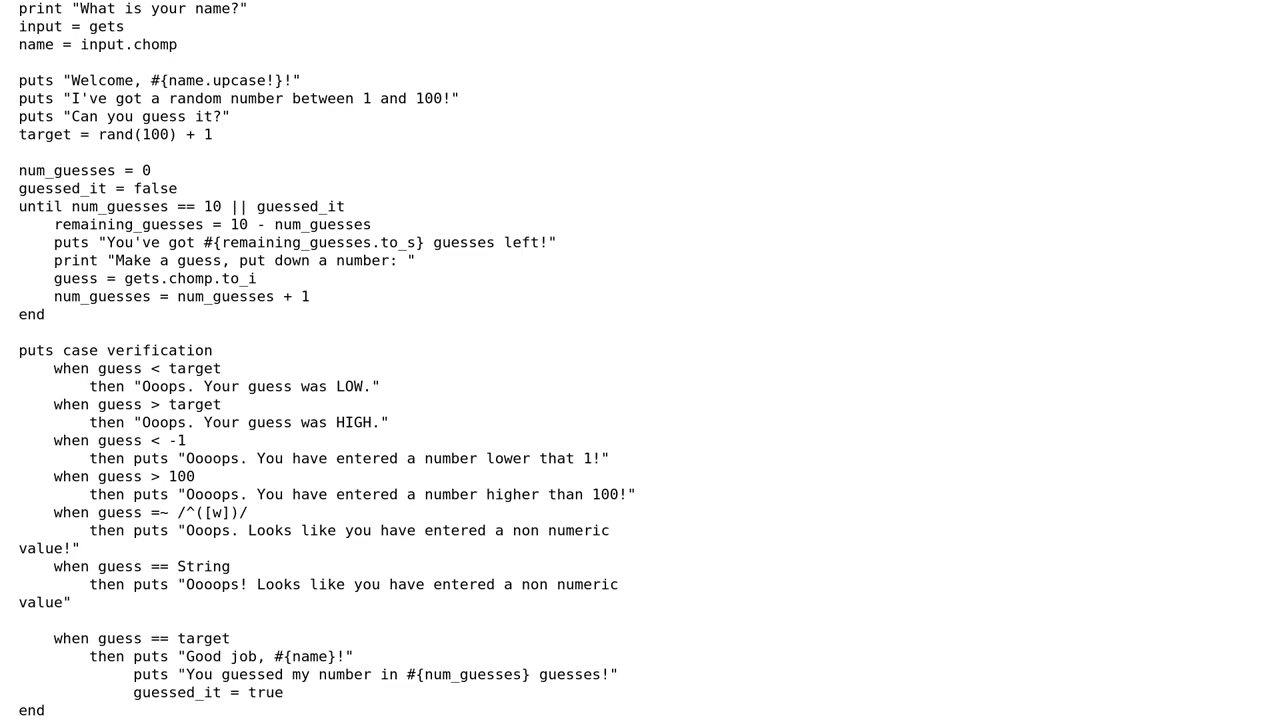 print "What is your name?"
input = gets
name = input.chomp

puts "Welcome, #{name.upcase!}!"
puts "I've got a random number between 1 and 100!"
puts "Can you guess it?"
target = rand(100) + 1

num_guesses = 0
guessed_it = false
until num_guesses == 10 || guessed_it
    remaining_guesses = 10 - num_guesses
    puts "You've got #{remaining_guesses.to_s} guesses left!"
    print "Make a guess, put down a number: "
    guess = gets.chomp.to_i
    num_guesses = num_guesses + 1
end

puts case verification
    when guess < target
        then "Ooops. Your guess was LOW."
    when guess > target
        then "Ooops. Your guess was HIGH."
    when guess < -1
        then puts "Oooops. You have entered a number lower that 1!"
    when guess > 100
        then puts "Oooops. You have entered a number higher than 100!"
    when guess =~ /^([w])/
        then puts "Ooops. Looks like you have entered a non numeric
value!"
    when guess == String
        then puts "Oooops! Looks like you have entered a non numeric
value"

    when guess == target
        then puts "Good job, #{name}!"
             puts "You guessed my number in #{num_guesses} guesses!"
             guessed_it = true
end